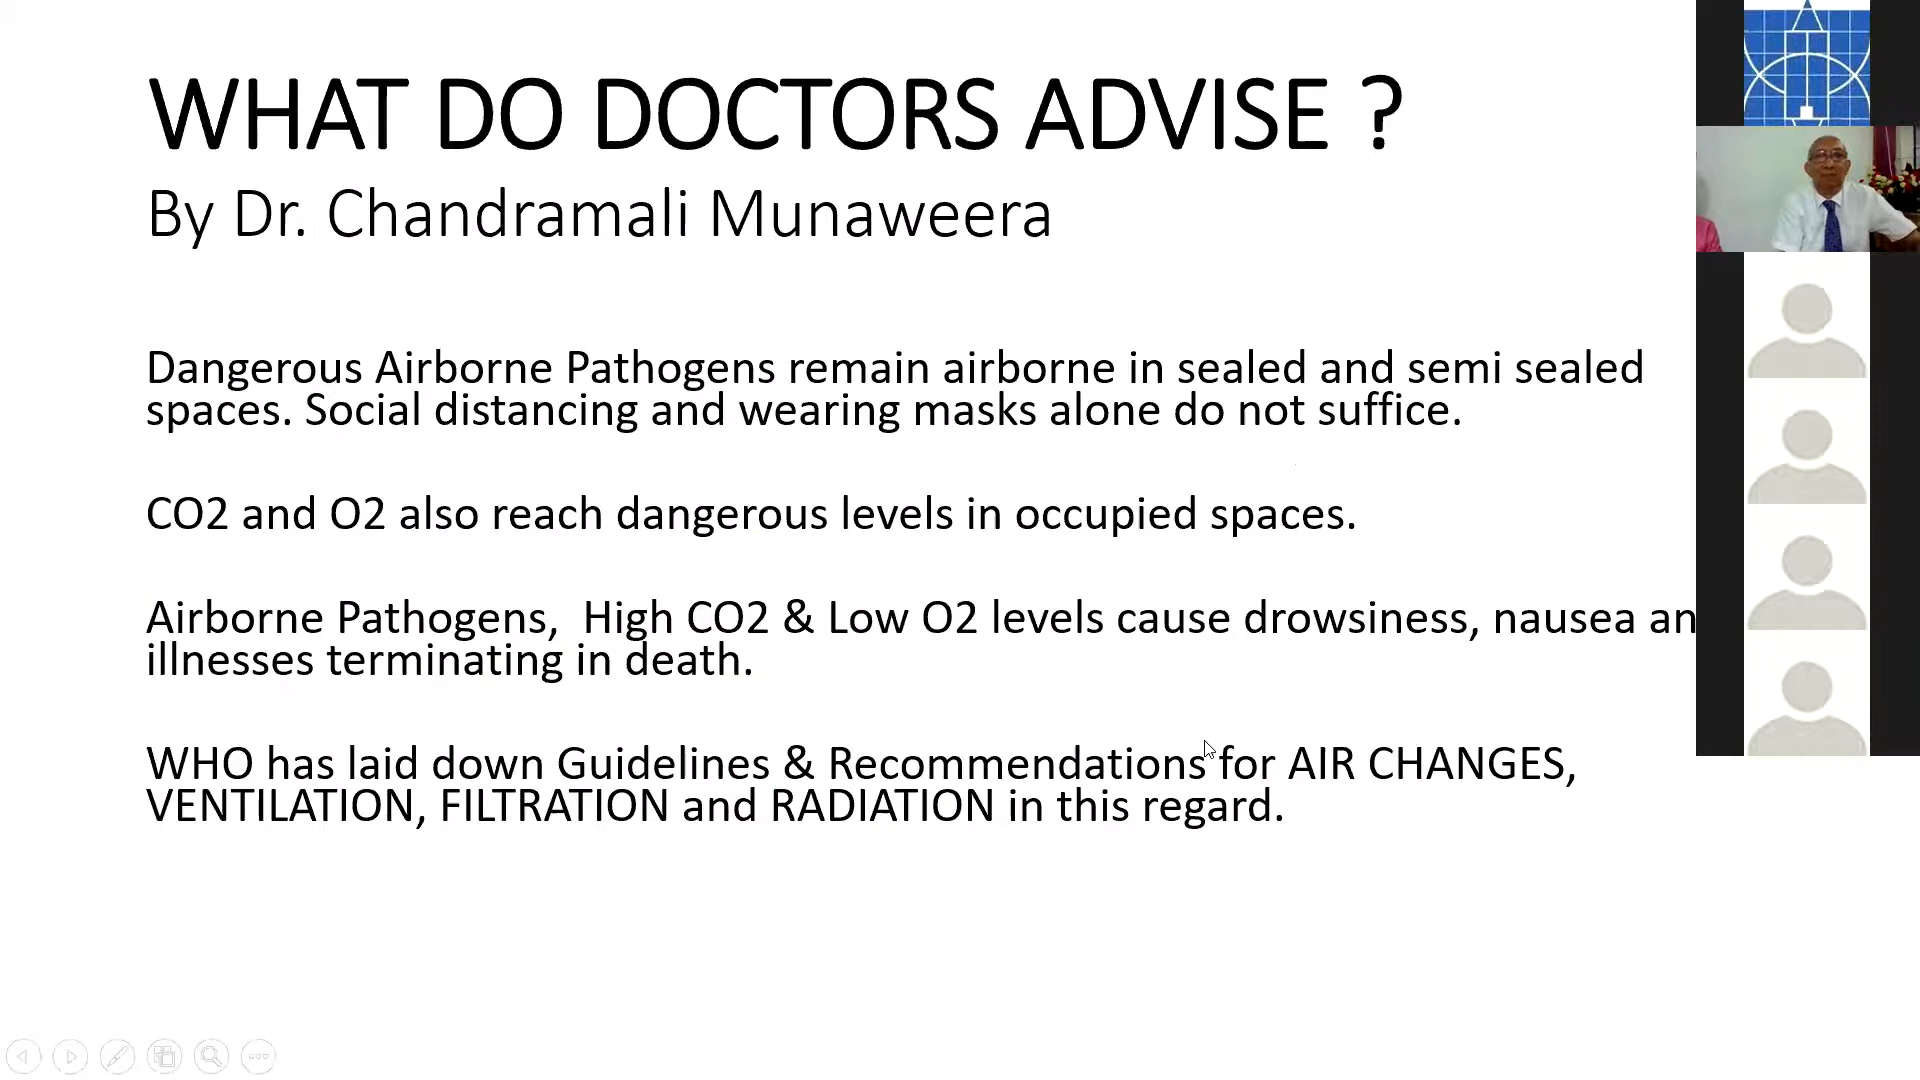 WHAT DO DOCTORS ADVISE ?
By Dr. Chandramali Munaweera
Dangerous Airborne Pathogens remain airborne in sealed and semi sealed
spaces. Social distancing and wearing masks alone do not suffice.
CO2 and O2 also reach dangerous levels in occupied spaces.
Airborne Pathogens,  High CO2 & Low O2 levels cause drowsiness, nausea an
illnesses terminating in death.
WHO has laid down Guidelines & Recommendations for AIR CHANGES,
VENTILATION, FILTRATION and RADIATION in this regard.